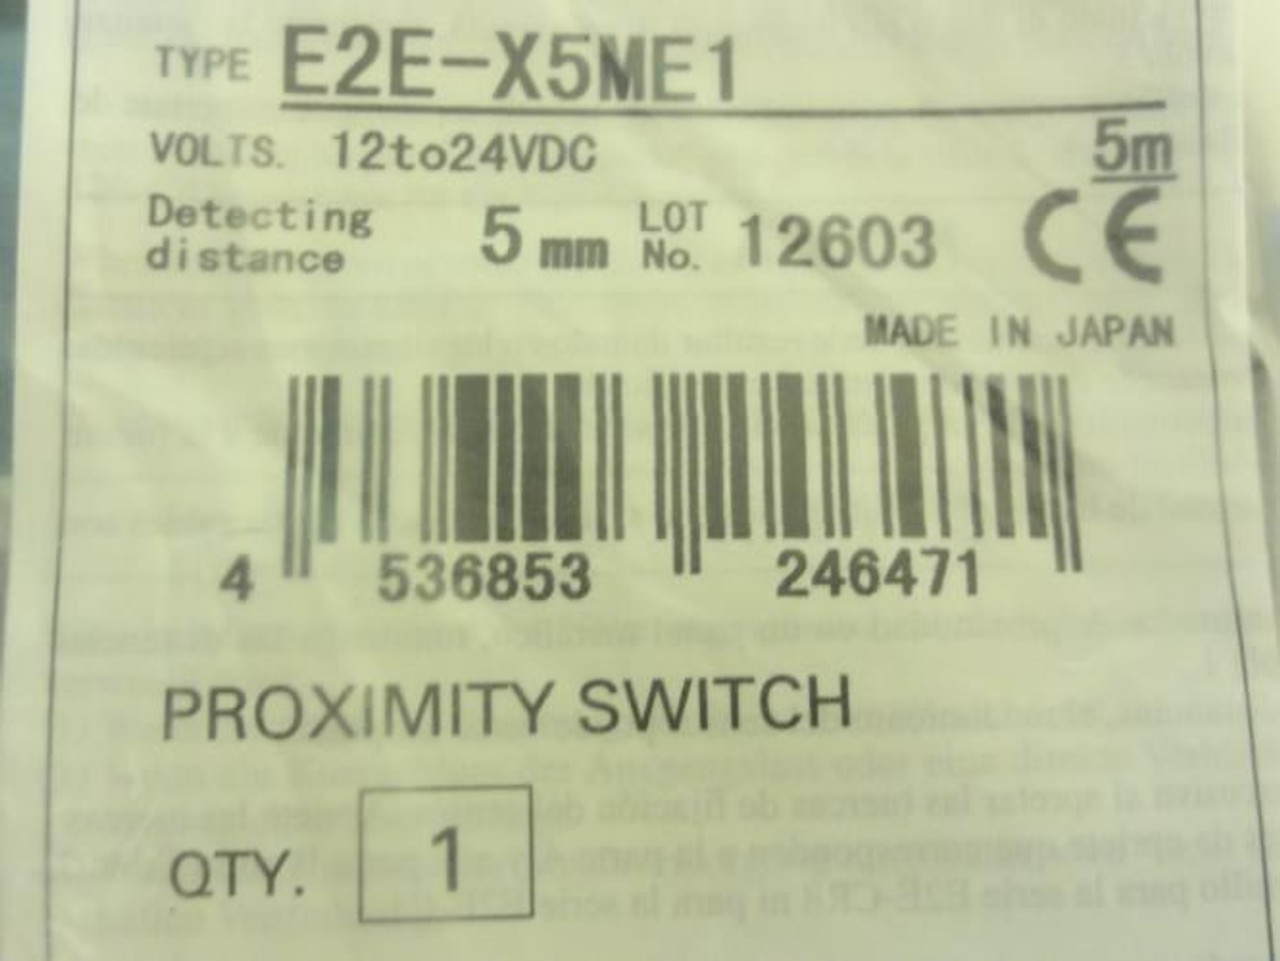 TYPE E2E-X5ME1
VOLTS. 12to24VDC 5m
Detecting distance 5 mm LOT No. 12603 CE
MADE IN JAPAN
4 536853 246471
PROXIMITY SWITCH
QTY. 1